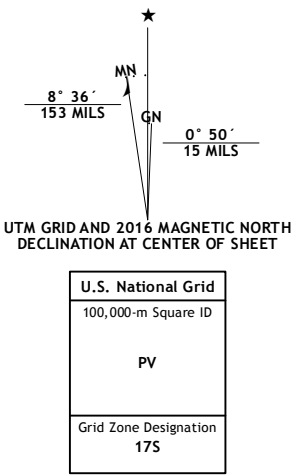 ★
MN
GN
8° 36´
153 MILS
0° 50´
15 MILS
UTM GRID AND 2016 MAGNETIC NORTH
DECLINATION AT CENTER OF SHEET
U.S. National Grid
100,000-m Square ID
PV
Grid Zone Designation
17S